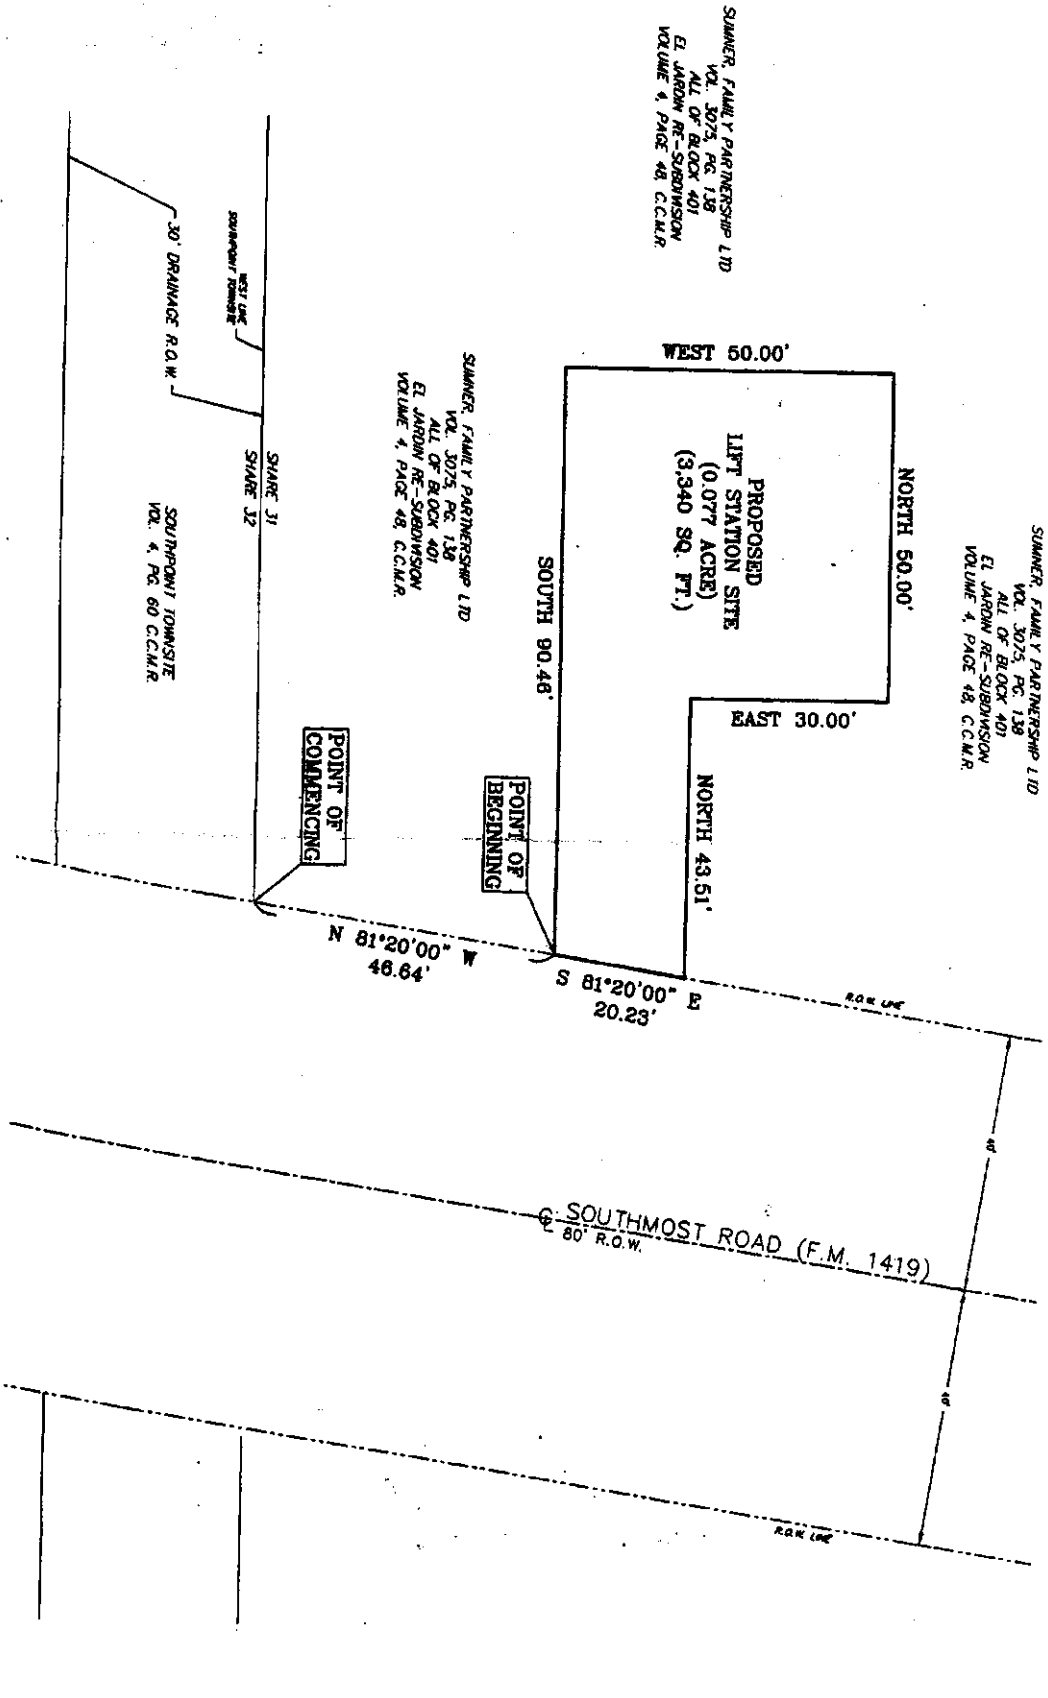 SUMNER, FAMILY PARTNERSHIP LTD
VOL. 3075, PG. 138
ALL OF BLOCK 401
EL JARDIN RE-SUBDIVISION
VOLUME 4, PAGE 48, C.C.M.R.
SUMNER, FAMILY PARTNERSHIP LTD
VOL. 3075, PG. 138
ALL OF BLOCK 401
EL JARDIN RE-SUBDIVISION
VOLUME 4, PAGE 48, C.C.M.R.
SUMNER, FAMILY PARTNERSHIP LTD
VOL. 3075, PG. 138
ALL OF BLOCK 401
EL JARDIN RE-SUBDIVISION
VOLUME 4, PAGE 48, C.C.M.R.
WEST 50.00'
NORTH 50.00'
PROPOSED
LIFT STATION SITE
(0.077 ACRE)
(3,340 SQ. FT.)
EAST 30.00'
NORTH 43.51'
SOUTH 90.46'
WEST LINE
SOUTHPOINT TOWNSITE
30' DRAINAGE R.O.W.
SHARE 31
SHARE 32
SOUTHPOINT TOWNSITE
VOL. 4, PG. 60 C.C.M.R.
POINT OF
COMMENCING
POINT OF
BEGINNING
N 81°20'00" W
46.64'
S 81°20'00" E
20.23'
R.O.W. LINE
40'
SOUTHMOST ROAD (F.M. 1419)
80' R.O.W.
40'
R.O.W. LINE